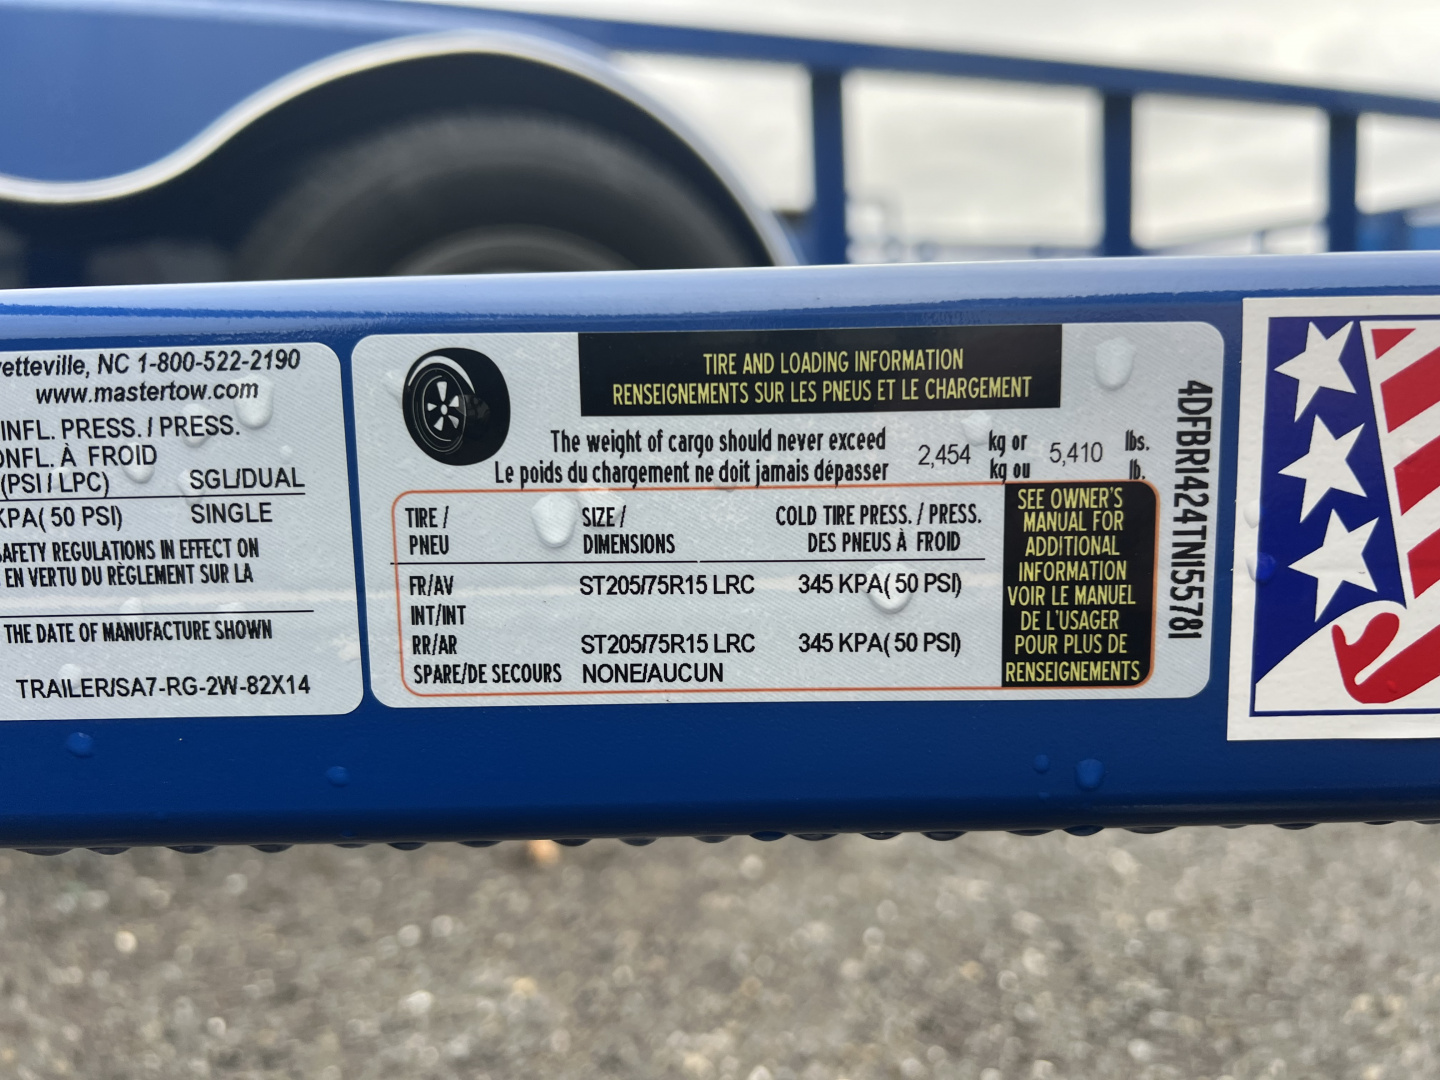 etteville, NC 1-800-522-2190
www.mastertow.com
INFL. PRESS. / PRESS.
ONFL. À FROID
(PSI / LPC) SGL/DUAL
KPA( 50 PSI) SINGLE
SAFETY REGULATIONS IN EFFECT ON
EN VERTU DU RÈGLEMENT SUR LA
THE DATE OF MANUFACTURE SHOWN
TRAILER/SA7-RG-2W-82X14
TIRE AND LOADING INFORMATION
RENSEIGNEMENTS SUR LES PNEUS ET LE CHARGEMENT
The weight of cargo should never exceed 2,454 kg or 5,410 lbs.
Le poids du chargement ne doit jamais dépasser kg ou lb.
TIRE / SIZE / COLD TIRE PRESS. / PRESS.
PNEU DIMENSIONS DES PNEUS À FROID
FR/AV ST205/75R15 LRC 345 KPA( 50 PSI)
INT/INT
RR/AR ST205/75R15 LRC 345 KPA( 50 PSI)
SPARE/DE SECOURS NONE/AUCUN
SEE OWNER'S
MANUAL FOR
ADDITIONAL
INFORMATION
VOIR LE MANUEL
DE L'USAGER
POUR PLUS DE
RENSEIGNEMENTS
4DFBR1424TN155781